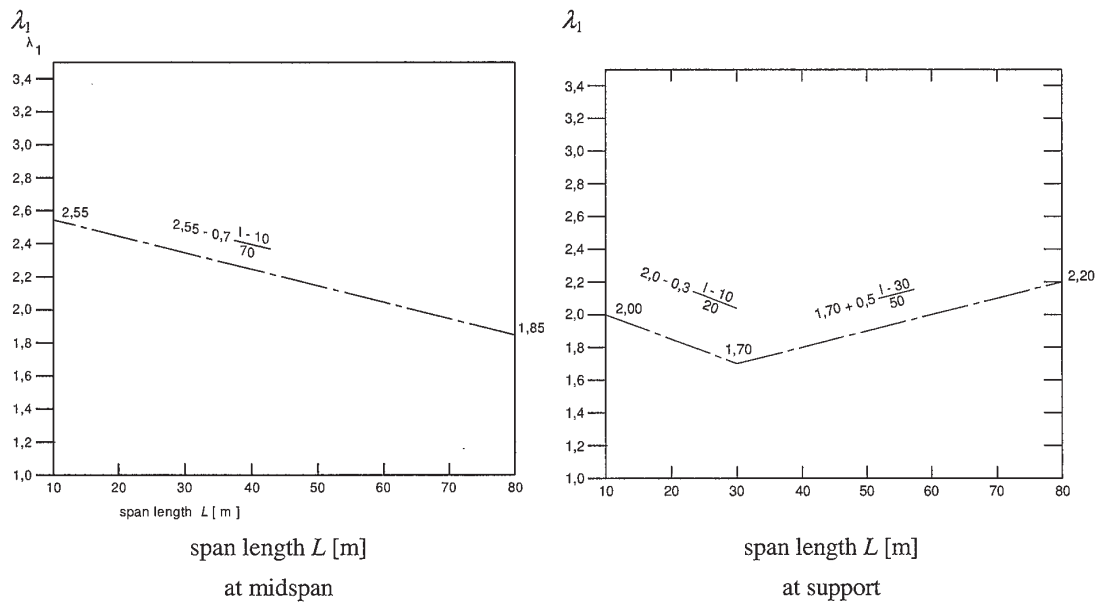 λ1
λ1
3,4
3,2
3,0
2,8
2,6
2,4
2,2
2,0
1,8
1,6
1,4
1,2
1,0
2,55
2,55 - 0,7 l - 10
70
1,85
10 20 30 40 50 60 70 80
span length L [ m ]
span length L [m]
at midspan
λ1
3,4
3,2
3,0
2,8
2,6
2,4
2,2
2,0
1,8
1,6
1,4
1,2
1,0
2,00
2,0 - 0,3 l - 10
20
1,70
1,70 + 0,5 l - 30
50
2,20
10 20 30 40 50 60 70 80
span length L [m]
at support